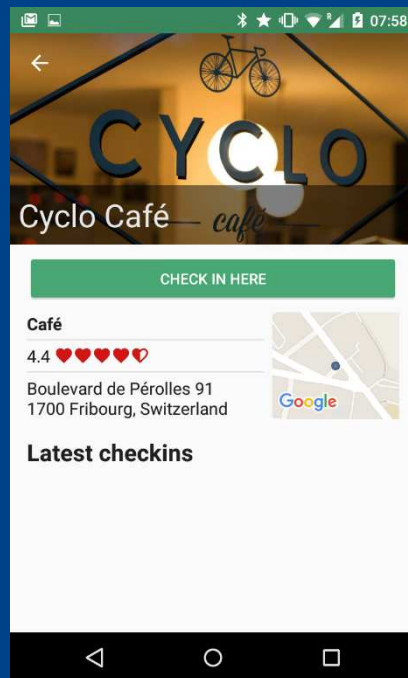 07:58
CYCLO
Cyclo Café
café
CHECK IN HERE
Café
4.4
Boulevard de Pérolles 91
1700 Fribourg, Switzerland
Google
Latest checkins